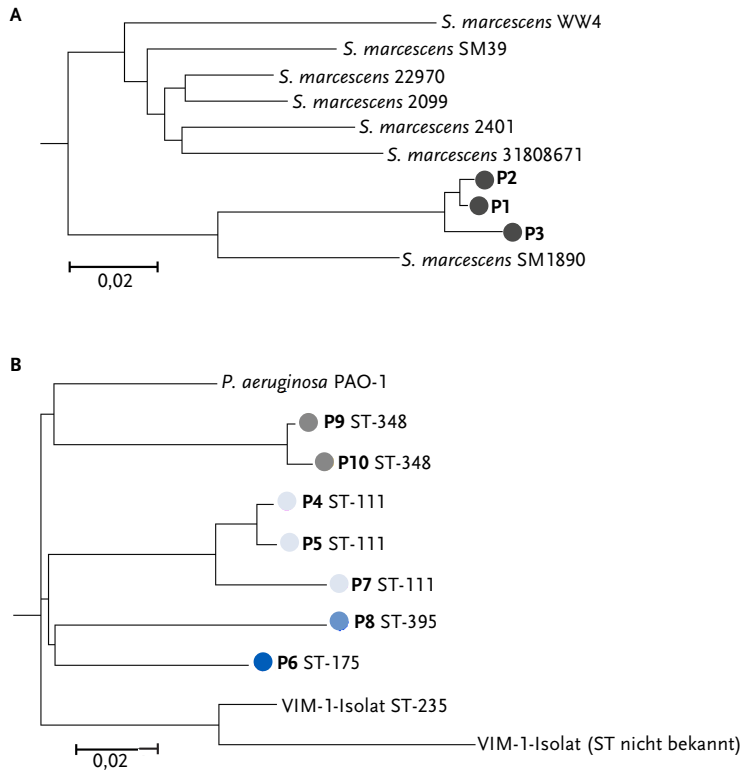 A
S. marcescens WW4
S. marcescens SM39
S. marcescens 22970
S. marcescens 2099
S. marcescens 2401
S. marcescens 31808671
P2
P1
P3
S. marcescens SM1890
0,02
B
P. aeruginosa PAO-1
P9 ST-348
P10 ST-348
P4 ST-111
P5 ST-111
P7 ST-111
P8 ST-395
P6 ST-175
VIM-1-Isolat ST-235
VIM-1-Isolat (ST nicht bekannt)
0,02